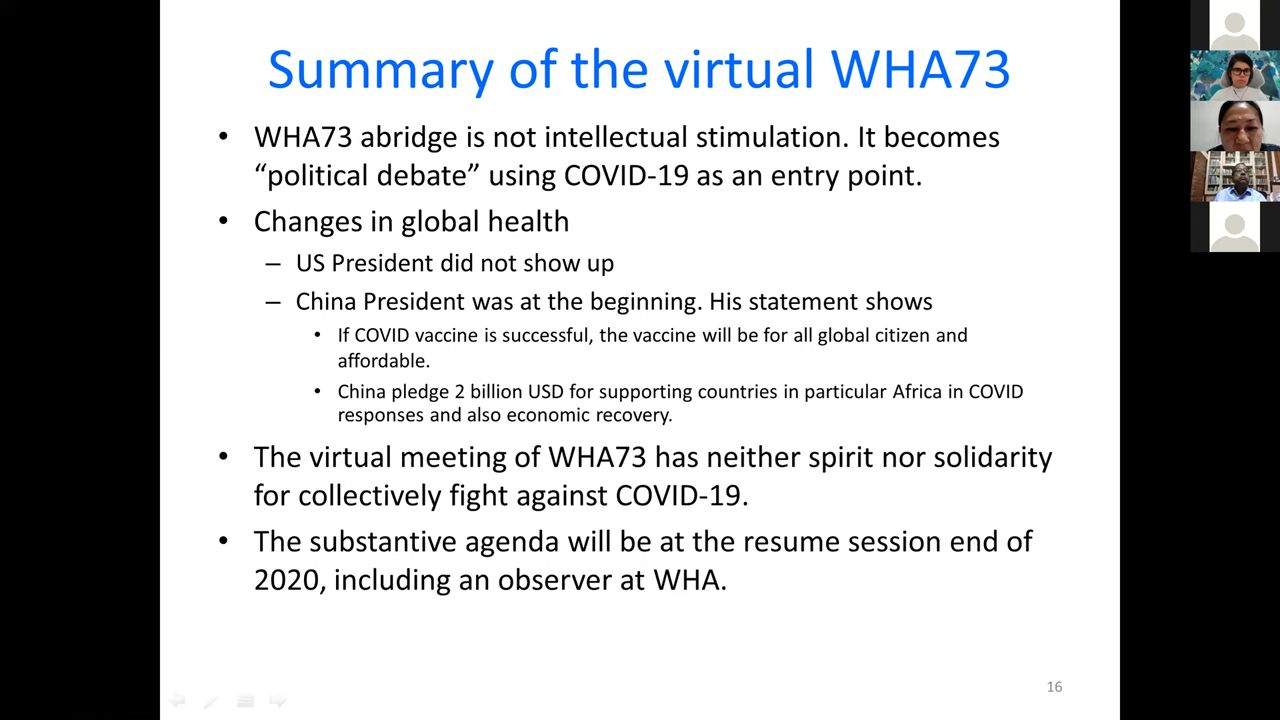 Summary of the virtual WHA73
• WHA73 abridge is not intellectual stimulation. It becomes
“political debate” using COVID-19 as an entry point.
• Changes in global health
– US President did not show up
– China President was at the beginning. His statement shows
• If COVID vaccine is successful, the vaccine will be for all global citizen and
affordable.
• China pledge 2 billion USD for supporting countries in particular Africa in COVID
responses and also economic recovery.
• The virtual meeting of WHA73 has neither spirit nor solidarity
for collectively fight against COVID-19.
• The substantive agenda will be at the resume session end of
2020, including an observer at WHA.
16